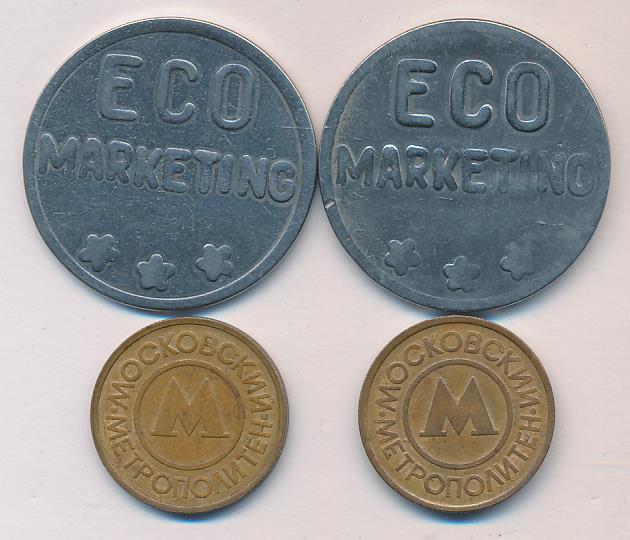 ECO
MARKETING
ECO
MARKETING
МОСКОВСКИЙ
М
·МЕТРОПОЛИТЕН·
МОСКОВСКИЙ
М
·МЕТРОПОЛИТЕН·